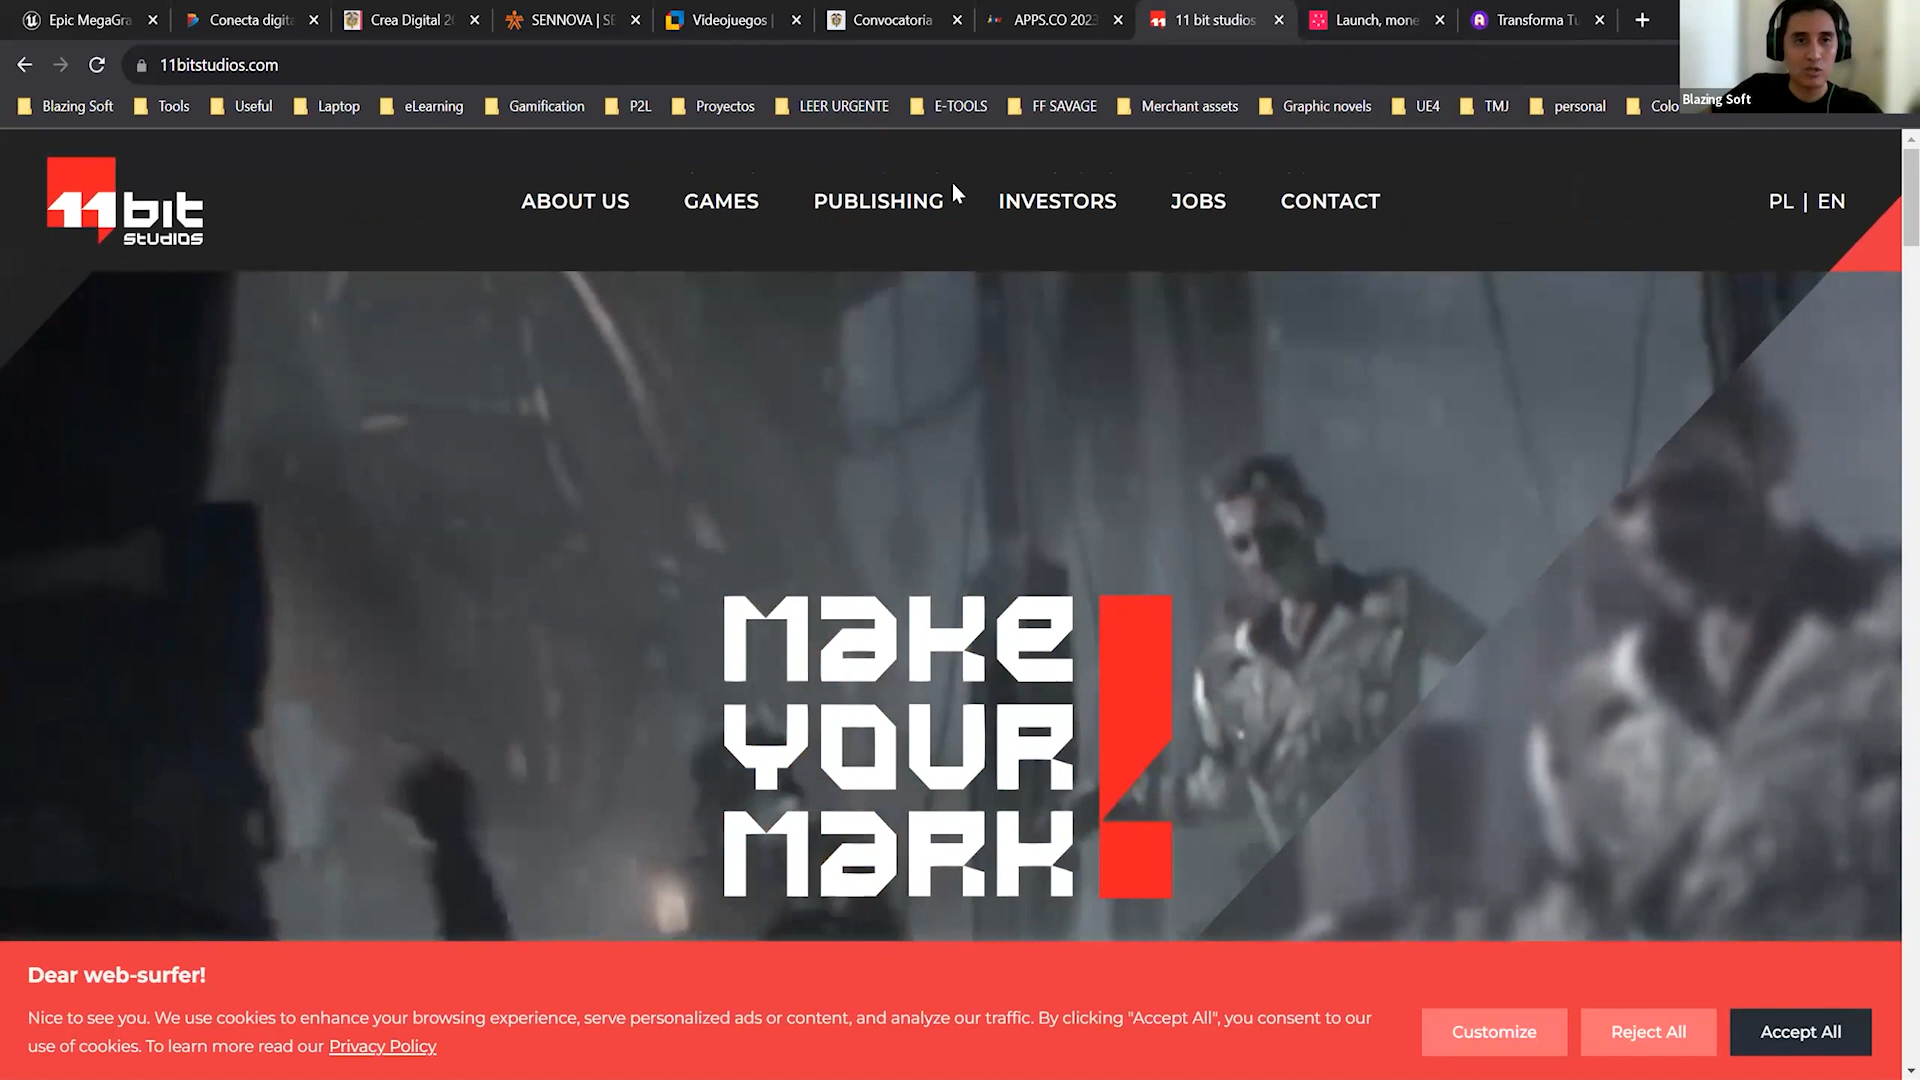 Epic MegaGra
Conecta digita
Crea Digital 20
SENNOVA | SE
Videojuegos |
Convocatoria
APPS.CO 2023
11 bit studios
Launch, mone
Transforma Tu
11bitstudios.com
Blazing Soft
Tools
Useful
Laptop
eLearning
Gamification
P2L
Proyectos
LEER URGENTE
E-TOOLS
FF SAVAGE
Merchant assets
Graphic novels
UE4
TMJ
personal
Colo
Blazing Soft
11 bit
studios
ABOUT US
GAMES
PUBLISHING
INVESTORS
JOBS
CONTACT
PL | EN
MaKe
YOUR
MaRK!
Dear web-surfer!
Nice to see you. We use cookies to enhance your browsing experience, serve personalized ads or content, and analyze our traffic. By clicking "Accept All", you consent to our
use of cookies. To learn more read our Privacy Policy
Customize
Reject All
Accept All